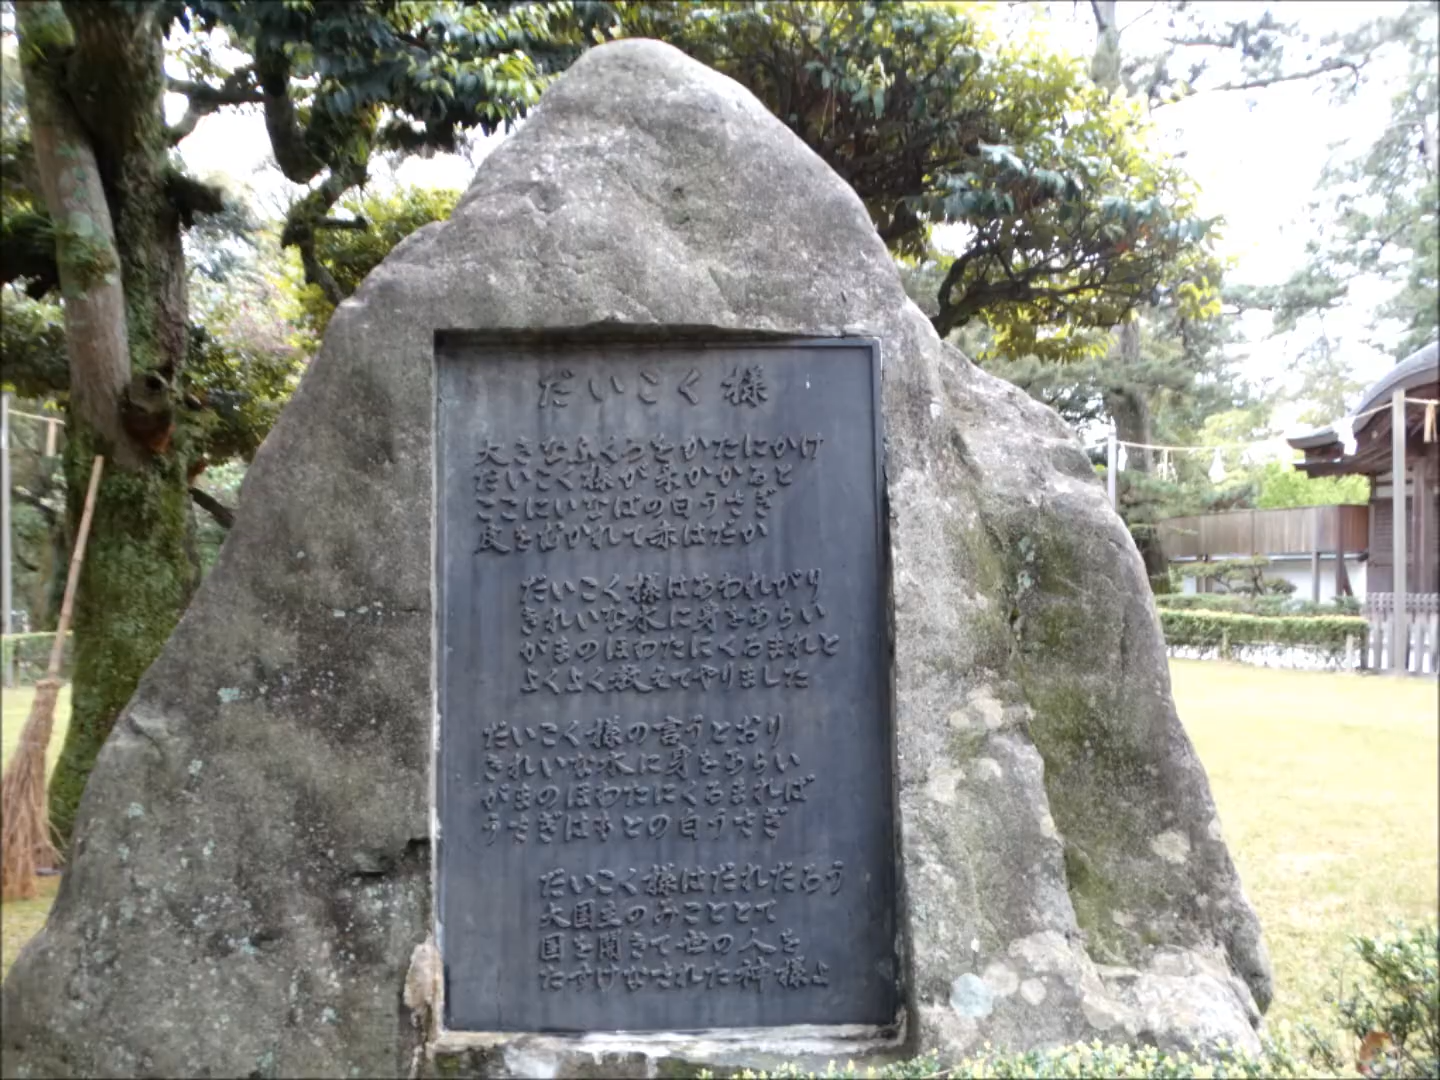 だいこく様
大きなふくろをかたにかけ
だいこく様が来かかると
ここにいなばの白うさぎ
皮をむかれて赤はだか
だいこく様はあわれがり
きれいな水に身をあらい
がまのほわたにくるまれと
よくよく教えてやりました
だいこく様の言うとおり
きれいな水に身をあらい
がまのほわたにくるまれば
うさぎはもとの白うさぎ
だいこく様はだれだろう
大国主のみこととて
国を開きて世の人を
たすけなされた神様よ